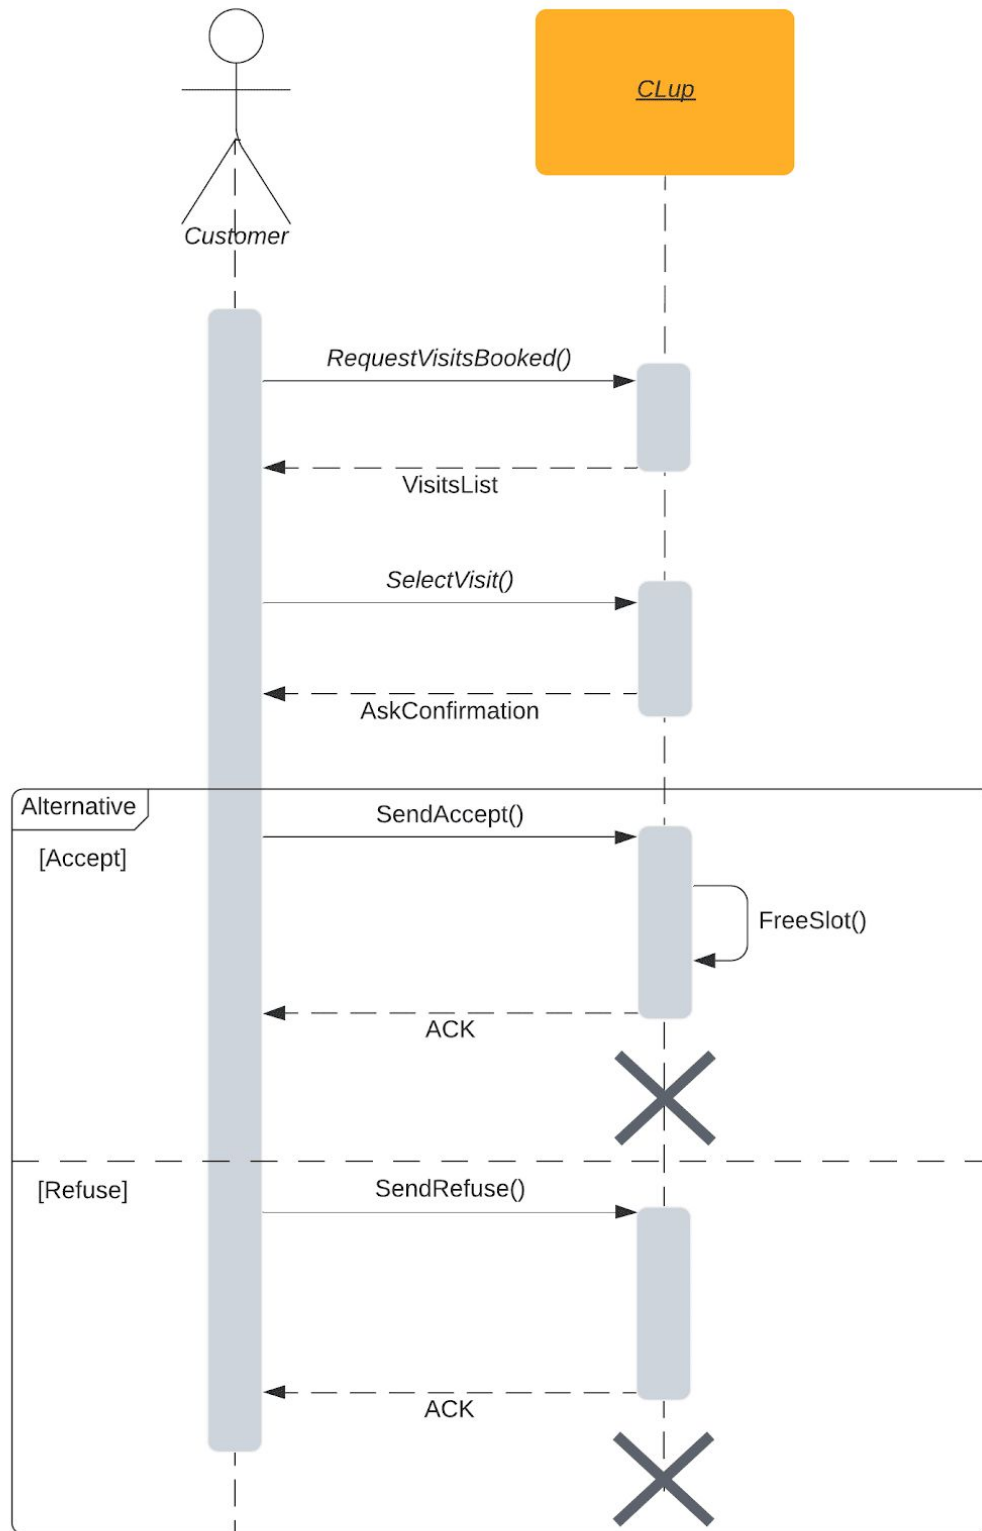 CLup
Customer
RequestVisitsBooked()
VisitsList
SelectVisit()
AskConfirmation
Alternative
SendAccept()
[Accept]
FreeSlot()
ACK
[Refuse]
SendRefuse()
ACK